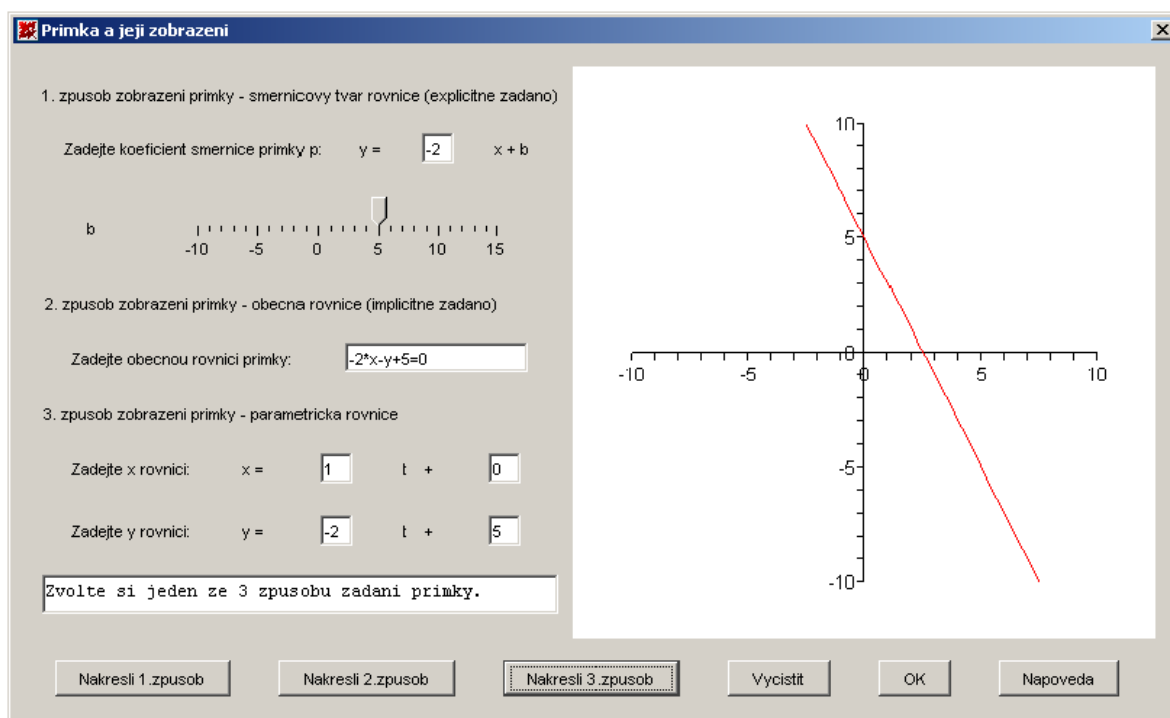 Primka a jeji zobrazeni
1. zpusob zobrazeni primky - smernicovy tvar rovnice (explicitne zadano)
Zadejte koeficient smernice primky p: y = -2 x + b
b
-10 -5 0 5 10 15
2. zpusob zobrazeni primky - obecna rovnice (implicitne zadano)
Zadejte obecnou rovnici primky: -2*x-y+5=0
3. zpusob zobrazeni primky - parametricka rovnice
Zadejte x rovnici: x = 1 t + 0
Zadejte y rovnici: y = -2 t + 5
Zvolte si jeden ze 3 zpusobu zadani primky.
10
5
0
-10 -5 0 5 10
-5
-10
Nakresli 1.zpusob Nakresli 2.zpusob Nakresli 3.zpusob Vycistit OK Napoveda